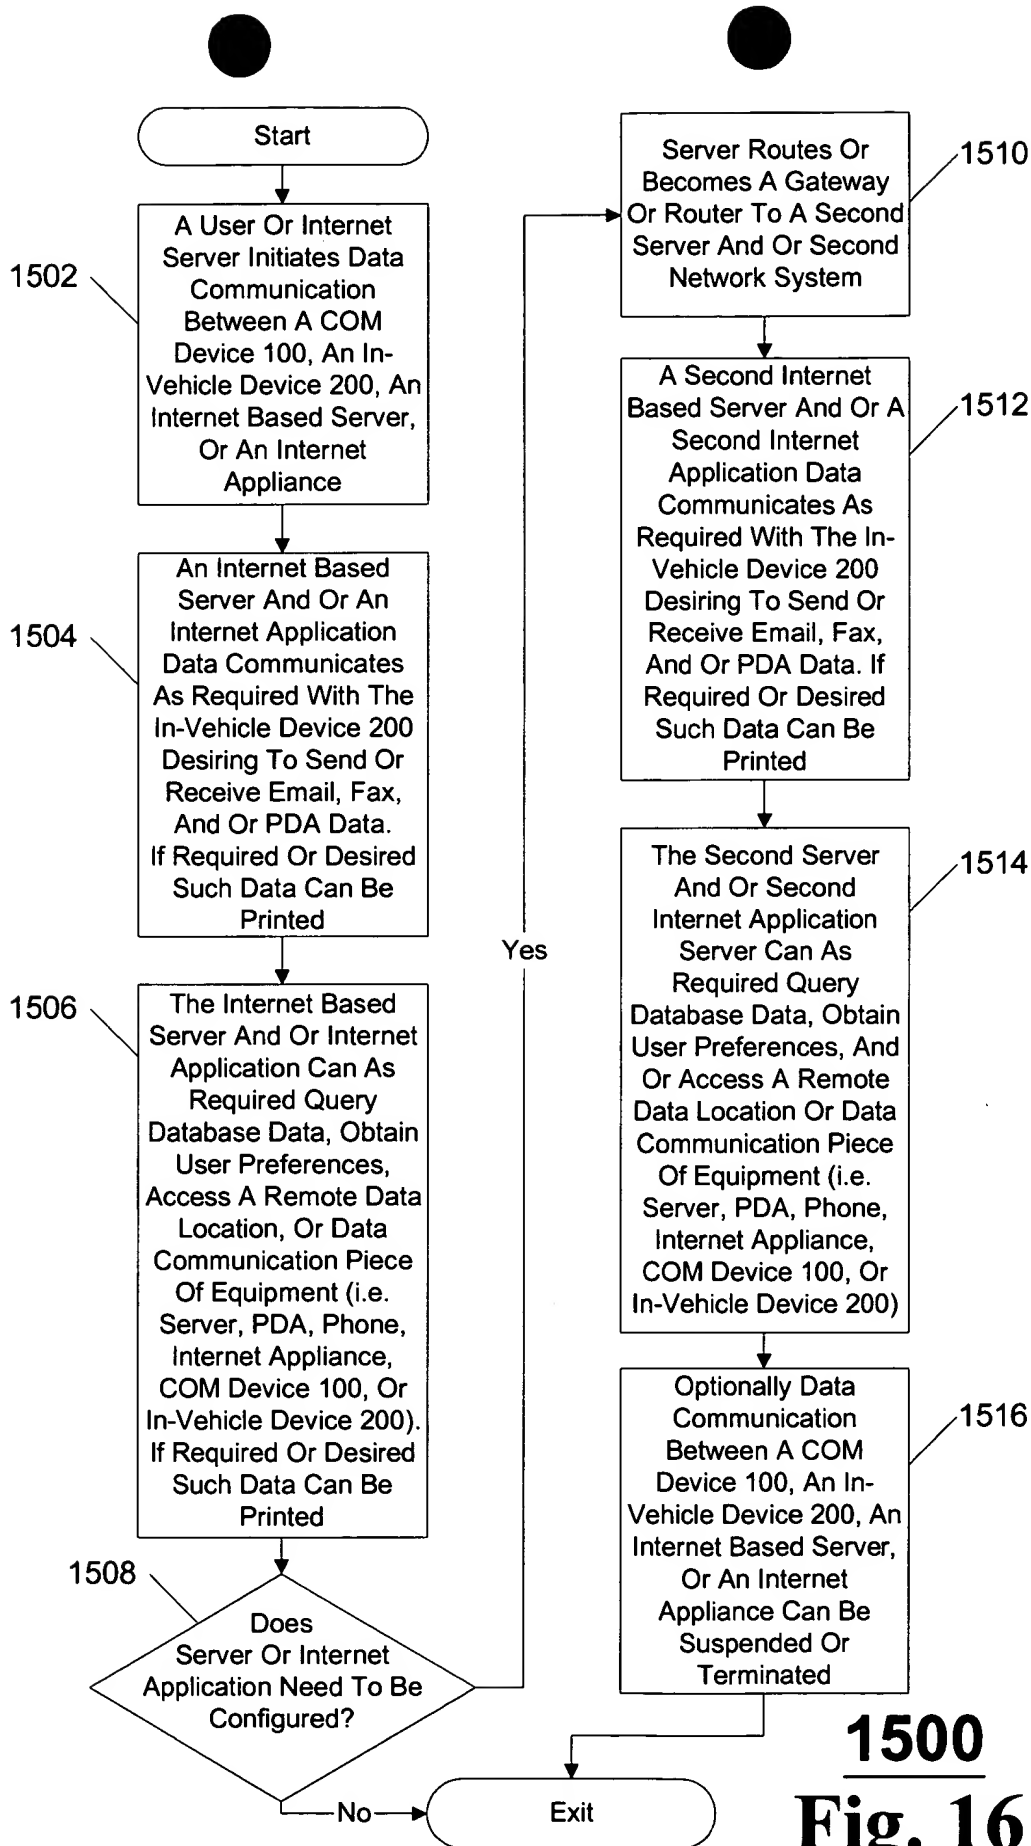 Start
1502
A User Or Internet
Server Initiates Data
Communication
Between A COM
Device 100, An In-
Vehicle Device 200, An
Internet Based Server,
Or An Internet
Appliance
1504
An Internet Based
Server And Or An
Internet Application
Data Communicates
As Required With The
In-Vehicle Device 200
Desiring To Send Or
Receive Email, Fax,
And Or PDA Data.
If Required Or Desired
Such Data Can Be
Printed
1506
The Internet Based
Server And Or Internet
Application Can As
Required Query
Database Data, Obtain
User Preferences,
Access A Remote Data
Location, Or Data
Communication Piece
Of Equipment (i.e.
Server, PDA, Phone,
Internet Appliance,
COM Device 100, Or
In-Vehicle Device 200).
If Required Or Desired
Such Data Can Be
Printed
1508
Does
Server Or Internet
Application Need To Be
Configured?
Yes
No
1510
Server Routes Or
Becomes A Gateway
Or Router To A Second
Server And Or Second
Network System
1512
A Second Internet
Based Server And Or A
Second Internet
Application Data
Communicates As
Required With The In-
Vehicle Device 200
Desiring To Send Or
Receive Email, Fax,
And Or PDA Data. If
Required Or Desired
Such Data Can Be
Printed
1514
The Second Server
And Or Second
Internet Application
Server Can As
Required Query
Database Data, Obtain
User Preferences, And
Or Access A Remote
Data Location Or Data
Communication Piece
Of Equipment (i.e.
Server, PDA, Phone,
Internet Appliance,
COM Device 100, Or
In-Vehicle Device 200)
1516
Optionally Data
Communication
Between A COM
Device 100, An In-
Vehicle Device 200, An
Internet Based Server,
Or An Internet
Appliance Can Be
Suspended Or
Terminated
Exit
1500
Fig. 16